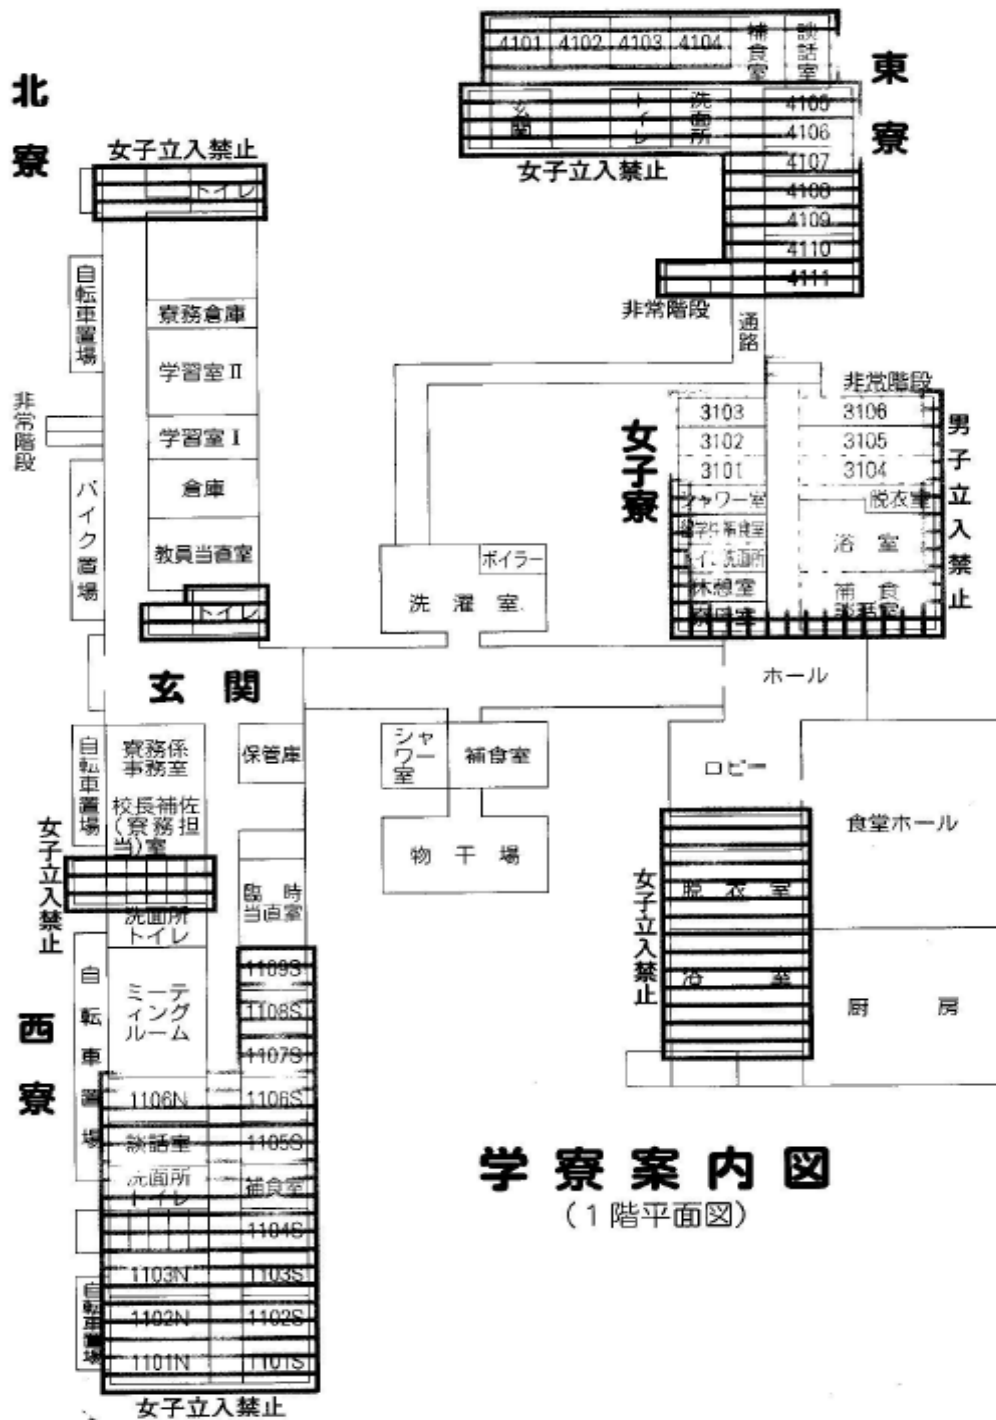 北寮
女子立入禁止
トイレ
自転車置場
寮務倉庫
学習室Ⅱ
非常階段
学習室Ⅰ
バイク置場
倉庫
教員当直室
トイレ
東寮
4101 4102 4103 4104 補食室 談話室
玄関 トイレ 洗面所
4105
4106
4107
4108
4109
4110
4111
女子立入禁止
非常階段
通路
非常階段
女子寮
男子立入禁止
3103 3106
3102 3105
3101 3104
シャワー室 脱衣室
浴室
休憩室
補食
談話室
ボイラー
洗濯室
玄関
ホール
自転車置場
寮務係
事務室
保管庫
シャワー室
補食室
ロビー
校長補佐
(寮務担
当)室
食堂ホール
物干場
女子立入禁止
臨時
当直室
洗面所
トイレ
女子立入禁止
脱衣室
浴室
厨房
西寮
自転車置場
ミーテ
ィング
ルーム
1109S
1108S
1107S
1106N 1106S
談話室 1105S
洗面所
トイレ
補食室
1104S
1103N 1103S
自転車置場
1102N 1102S
1101N 1101S
女子立入禁止
学寮案内図
(1階平面図)